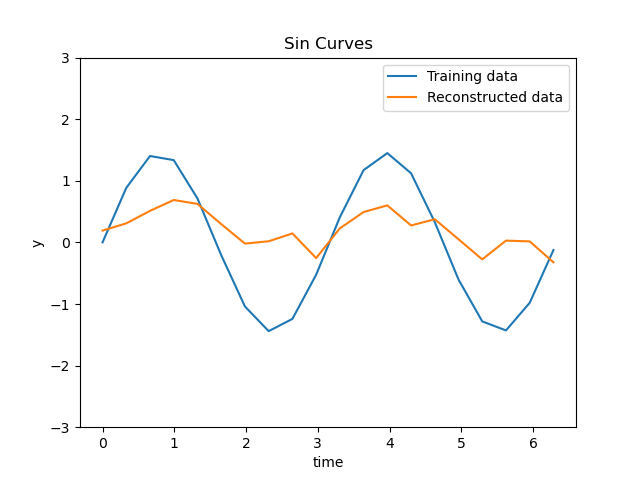 Sin Curves
Training data
Reconstructed data
3
2
1
0
−1
−2
−3
y
0 1 2 3 4 5 6
time